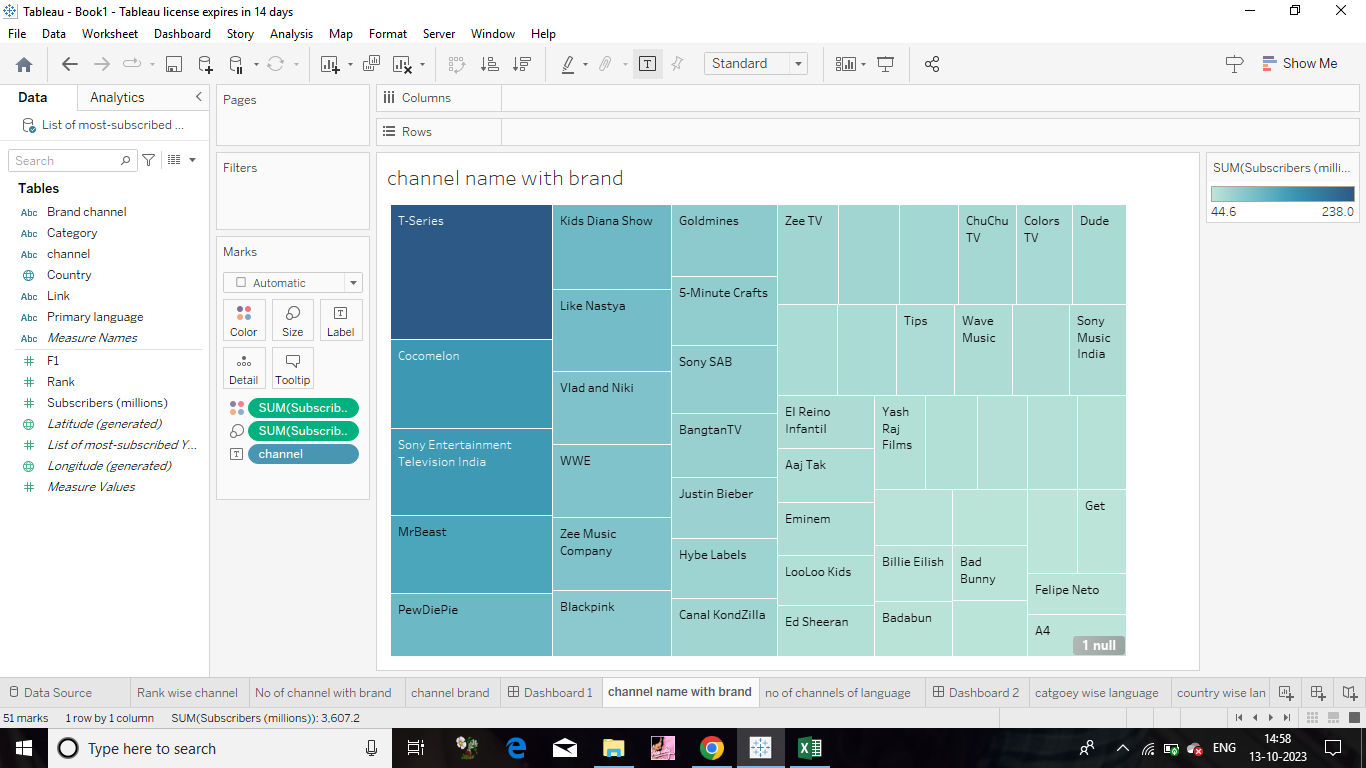 Tableau - Book1 - Tableau license expires in 14 days
File Data Worksheet Dashboard Story Analysis Map Format Server Window Help
Standard
Show Me
Data Analytics
List of most-subscribed ...
Search
Tables
Abc Brand channel
Abc Category
Abc channel
Country
Abc Link
Abc Primary language
Abc Measure Names
# F1
# Rank
# Subscribers (millions)
Latitude (generated)
# List of most-subscribed Y...
Longitude (generated)
# Measure Values
Pages
Filters
Marks
Automatic
Color Size Label
Detail Tooltip
SUM(Subscrib..
SUM(Subscrib..
channel
Columns
Rows
channel name with brand
T-Series
Cocomelon
Sony Entertainment
Television India
MrBeast
PewDiePie
Kids Diana Show
Like Nastya
Vlad and Niki
WWE
Zee Music
Company
Blackpink
Goldmines
5-Minute Crafts
Sony SAB
BangtanTV
Justin Bieber
Hybe Labels
Canal KondZilla
Zee TV
ChuChu
TV
Colors
TV
Dude
Tips
Wave
Music
Sony
Music
India
El Reino
Infantil
Aaj Tak
Eminem
LooLoo Kids
Ed Sheeran
Yash
Raj
Films
Get
Billie Eilish
Bad
Bunny
Badabun
Felipe Neto
A4
1 null
SUM(Subscribers (milli...
44.6 238.0
Data Source Rank wise channel No of channel with brand channel brand Dashboard 1 channel name with brand no of channels of language Dashboard 2 catgoey wise language country wise lan
51 marks 1 row by 1 column SUM(Subscribers (millions)): 3,607.2
Type here to search
ENG
14:58
13-10-2023